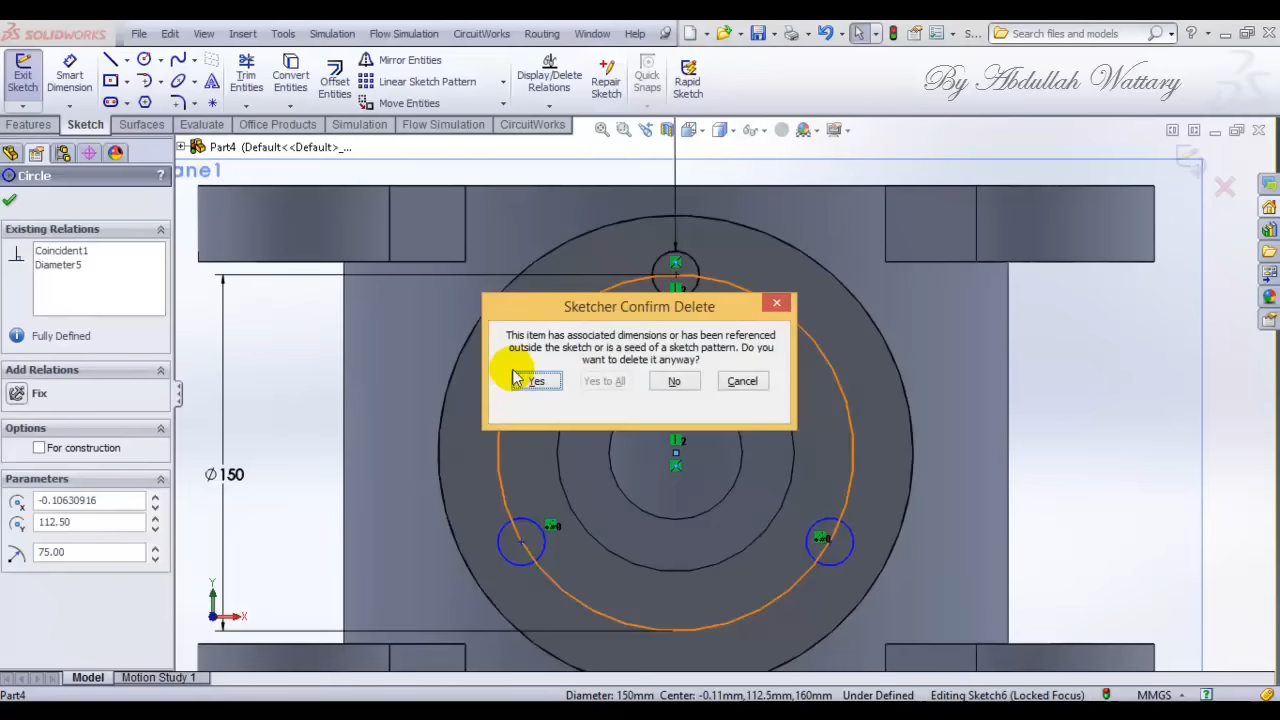 SOLIDWORKS
File Edit View Insert Tools Simulation Flow Simulation CircuitWorks Routing Window Help
S...
Search files and models
Exit Sketch
Smart Dimension
Trim Entities
Convert Entities
Offset Entities
Mirror Entities
Linear Sketch Pattern
Move Entities
Display/Delete Relations
Repair Sketch
Quick Snaps
Rapid Sketch
By Abdullah Wattary
Features Sketch Surfaces Evaluate Office Products Simulation Flow Simulation CircuitWorks
Part4 (Default<<Default>_...
ane1
Circle ?
Existing Relations
Coincident1
Diameter5
Fully Defined
Add Relations
Fix
Options
For construction
Parameters
-0.10630916
112.50
75.00
Ø150
Sketcher Confirm Delete
This item has associated dimensions or has been referenced
outside the sketch or is a seed of a sketch pattern. Do you
want to delete it anyway?
Yes Yes to All No Cancel
Y
X
Model Motion Study 1
Part4 Diameter: 150mm Center: -0.11mm,112.5mm,160mm Under Defined Editing Sketch6 (Locked Focus) MMGS